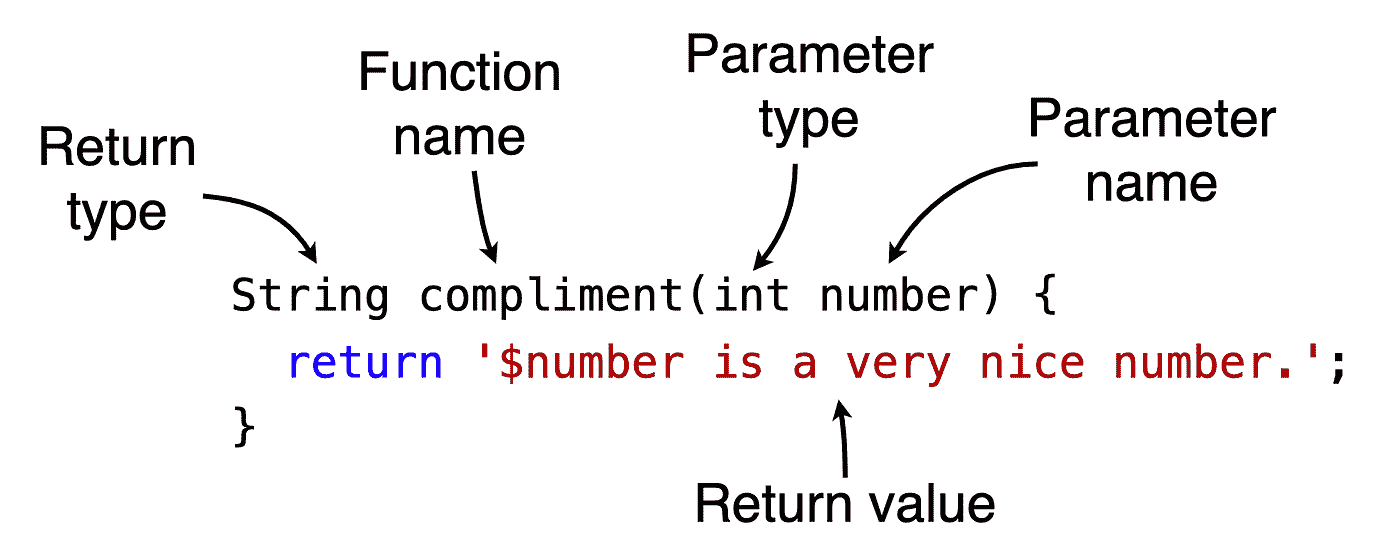 Return
type
Function
name
Parameter
type
Parameter
name
String compliment(int number) {
return '$number is a very nice number.';
}
Return value